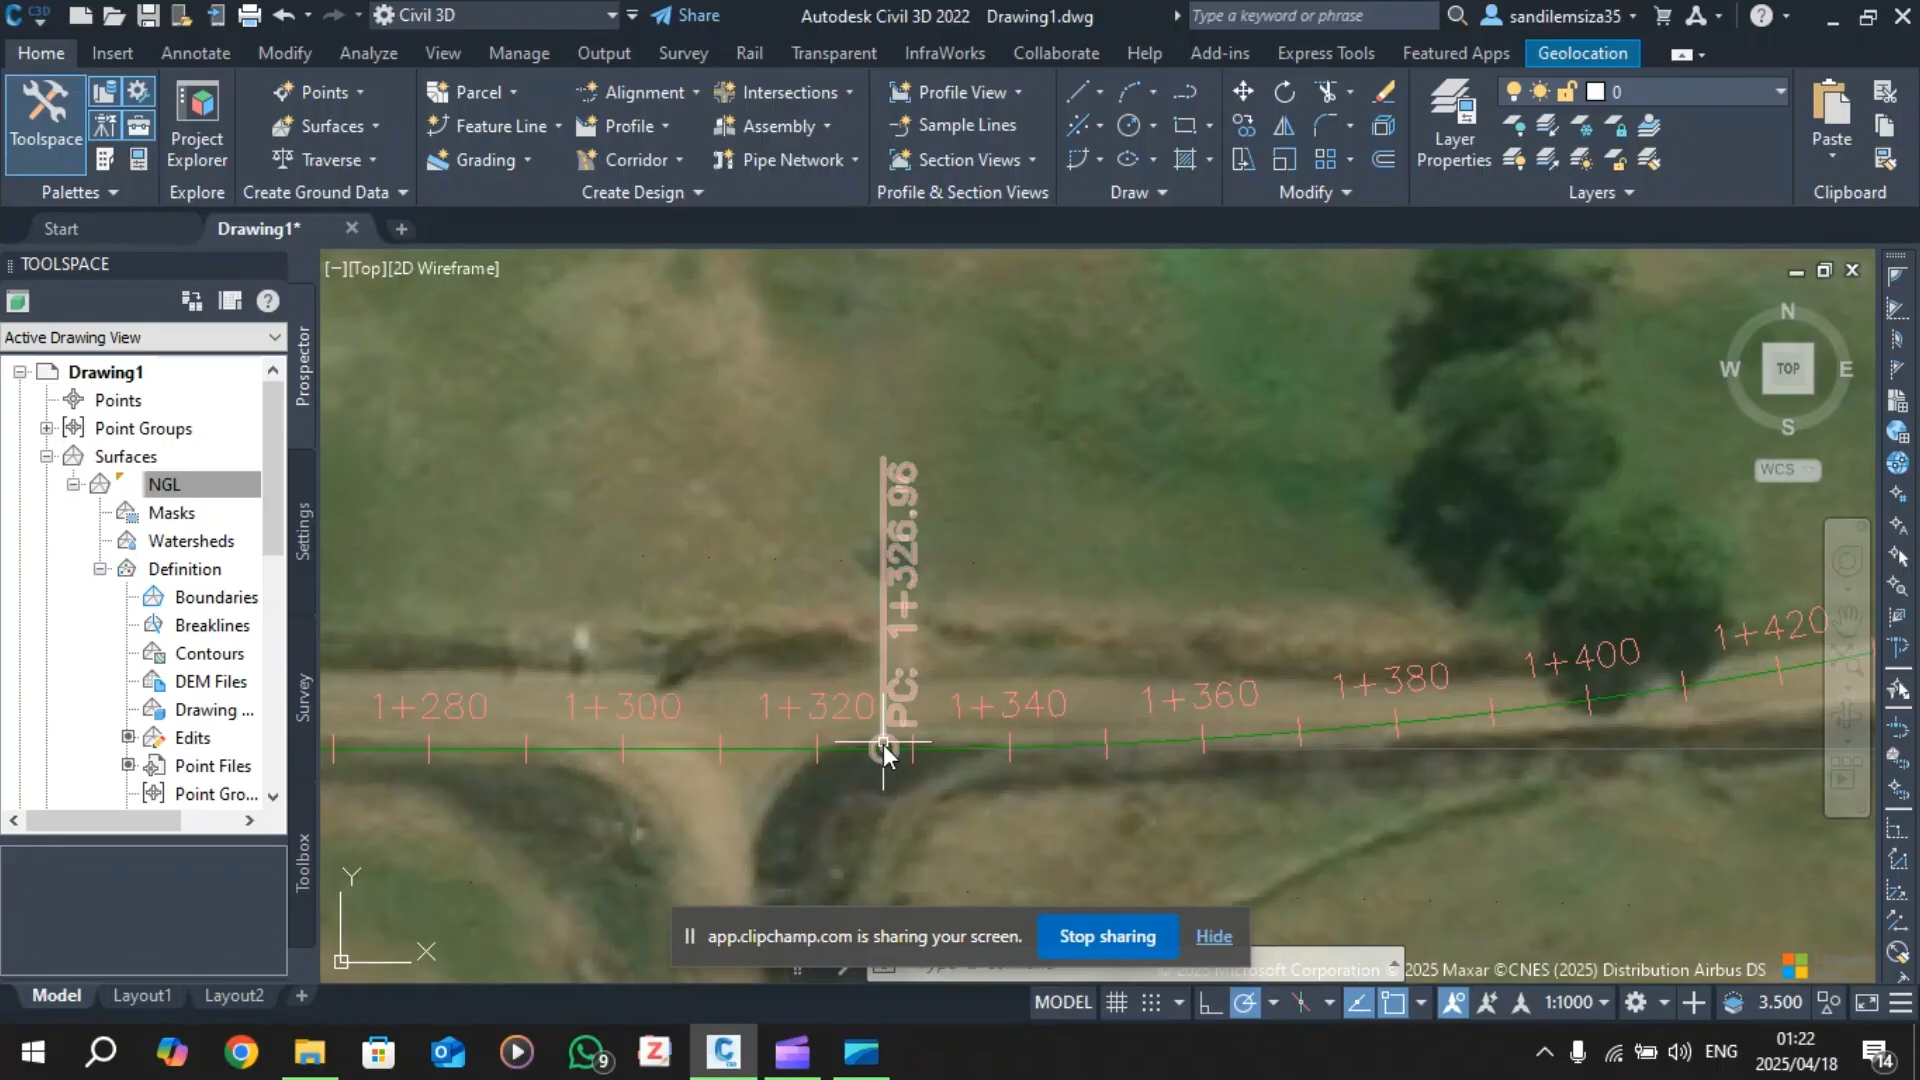 C3D
Civil 3D
Share
Autodesk Civil 3D 2022 Drawing1.dwg
Type a keyword or phrase
sandilemsiza35
Home Insert Annotate Modify Analyze View Manage Output Survey Rail Transparent InfraWorks Collaborate Help Add-ins Express Tools Featured Apps Geolocation
Toolspace
Project
Explorer
Points
Surfaces
Traverse
Parcel
Feature Line
Grading
Alignment
Profile
Corridor
Intersections
Assembly
Pipe Network
Profile View
Sample Lines
Section Views
Layer
Properties
0
Paste
Palettes Explore Create Ground Data Create Design Profile & Section Views Draw Modify Layers Clipboard
Start
Drawing1*
TOOLSPACE
Active Drawing View
Drawing1
Points
Point Groups
Surfaces
NGL
Masks
Watersheds
Definition
Boundaries
Breaklines
Contours
DEM Files
Drawing ...
Edits
Point Files
Point Gro...
Prospector
Settings
Survey
Toolbox
[−][Top][2D Wireframe]
N
W
TOP
E
S
WCS
PC: 1+326.96
1+280
1+300
1+320
1+340
1+360
1+380
1+400
1+420
Y
X
app.clipchamp.com is sharing your screen.
Stop sharing
Hide
© 2025 Microsoft Corporation © 2025 Maxar ©CNES (2025) Distribution Airbus DS
Model Layout1 Layout2
MODEL
1:1000
3.500
9
ENG
01:22
2025/04/18
14